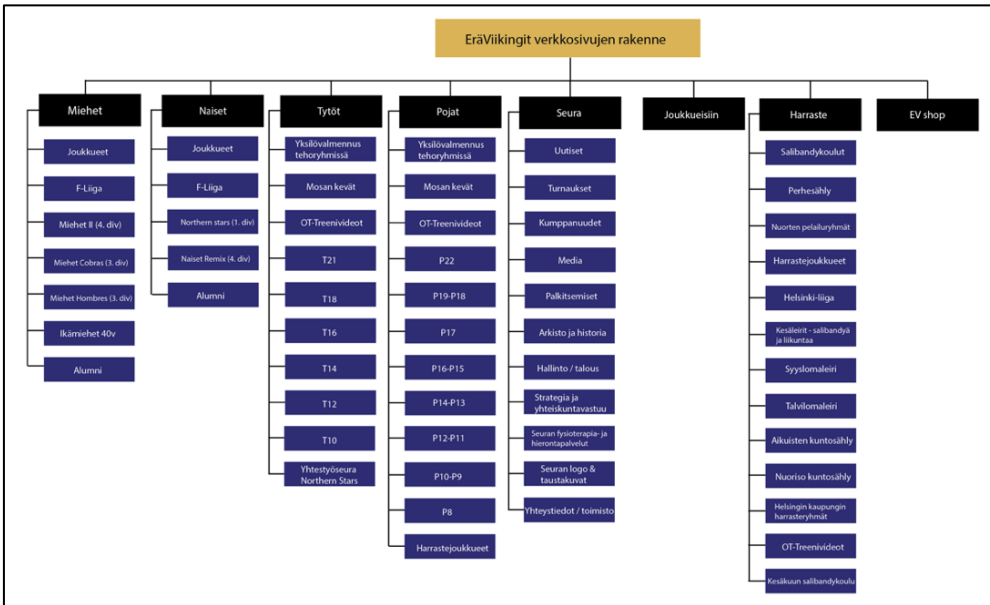 EräViikingit verkkosivujen rakenne
Miehet
Joukkueet
F-Liiga
Miehet II (4. div)
Miehet Cobras (3. div)
Miehet Hombres (3. div)
Ikämiehet 40v
Alumni
Naiset
Joukkueet
F-Liiga
Northern stars (1. div)
Naiset Remix (4. div)
Alumni
Tytöt
Yksilövalmennus
tehoryhmissä
Mosan kevät
OT-Treenivideot
T21
T18
T16
T14
T12
T10
Yhtestyöseura
Northern Stars
Pojat
Yksilövalmennus
tehoryhmissä
Mosan kevät
OT-Treenivideot
P22
P19-P18
P17
P16-P15
P14-P13
P12-P11
P10-P9
P8
Harrastejoukkueet
Seura
Uutiset
Turnaukset
Kumppanuudet
Media
Palkitsemiset
Arkisto ja historia
Hallinto / talous
Strategia ja
yhteiskuntavastuu
Seuran fysioterapia- ja
hierontapalvelut
Seuran logo &
taustakuvat
Yhteystiedot / toimisto
Joukkueisiin
Harraste
Salibandykoulut
Perhesähly
Nuorten pelailuryhmät
Harrastejoukkueet
Helsinki-liiga
Kesäleirit - salibandyä
ja liikuntaa
Syyslomaleiri
Talvilomaleiri
Aikuisten kuntosähly
Nuoriso kuntosähly
Helsingin kaupungin
harrasteryhmät
OT-Treenivideot
Kesäkuun salibandykoulu
EV shop